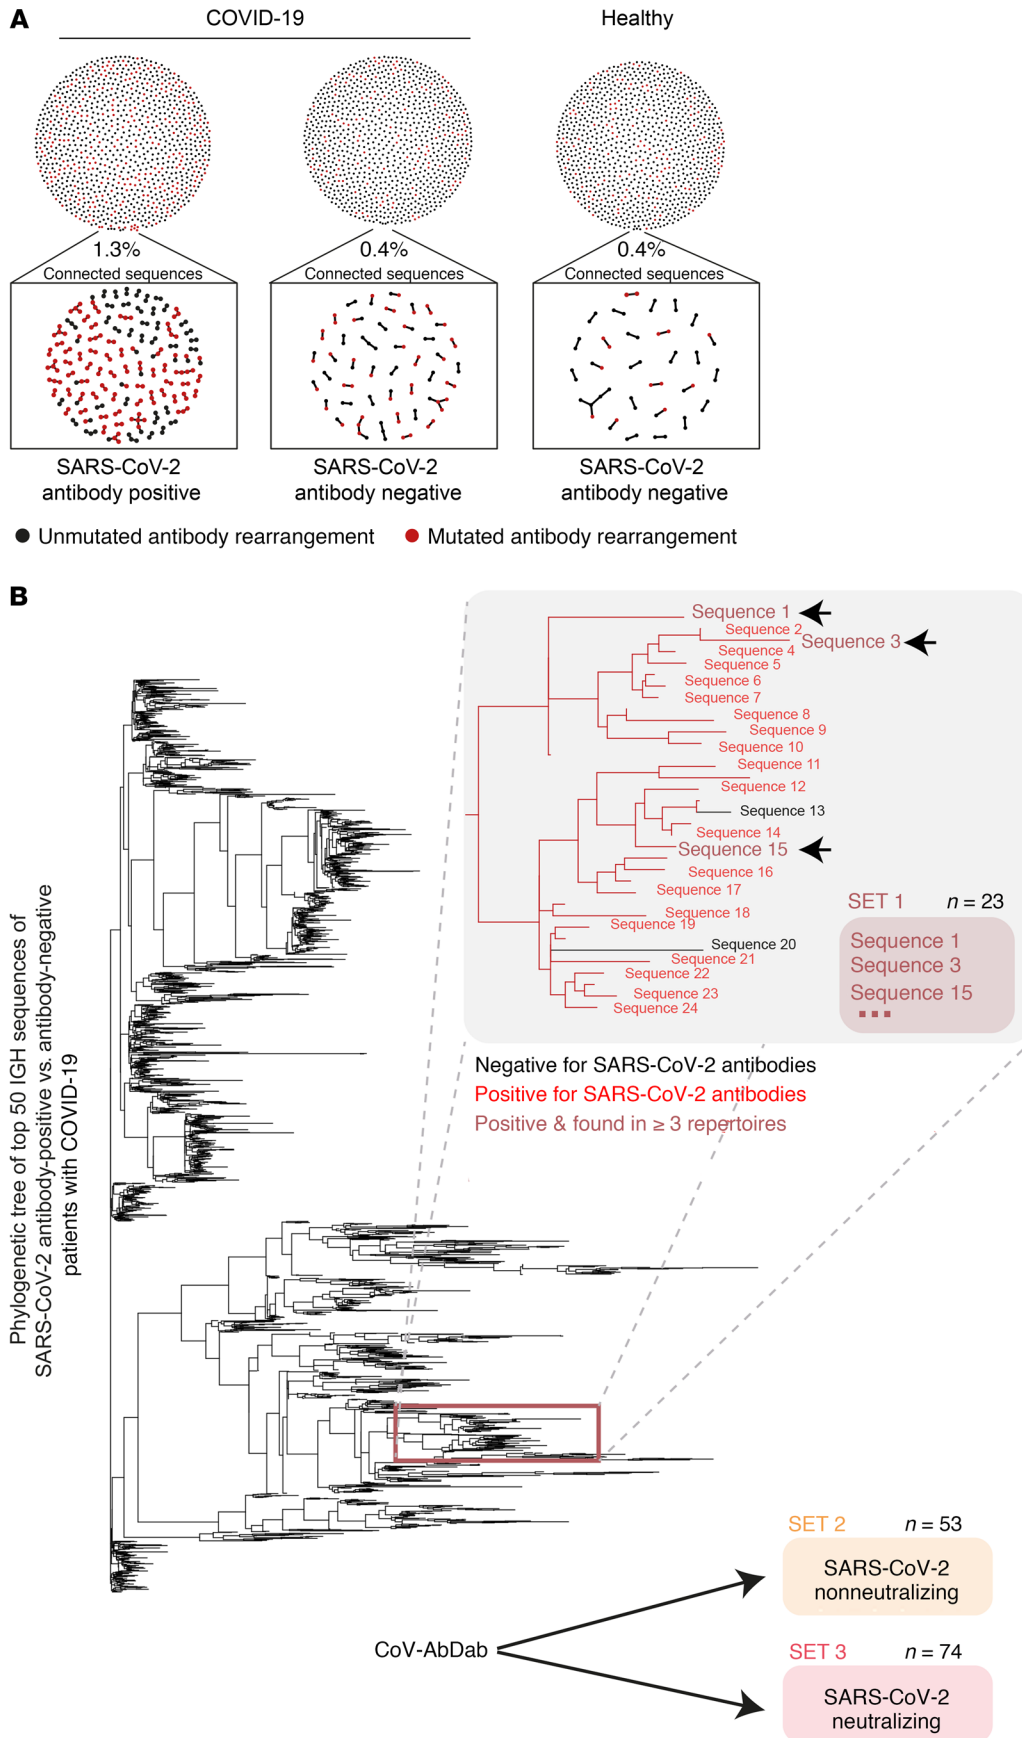 A
COVID-19
Healthy
1.3%
0.4%
0.4%
Connected sequences
Connected sequences
Connected sequences
SARS-CoV-2
antibody positive
SARS-CoV-2
antibody negative
SARS-CoV-2
antibody negative
Unmutated antibody rearrangement
Mutated antibody rearrangement
B
Phylogenetic tree of top 50 IGH sequences of
SARS-CoV-2 antibody-positive vs. antibody-negative
patients with COVID-19
Sequence 1
Sequence 2
Sequence 3
Sequence 4
Sequence 5
Sequence 6
Sequence 7
Sequence 8
Sequence 9
Sequence 10
Sequence 11
Sequence 12
Sequence 13
Sequence 14
Sequence 15
Sequence 16
Sequence 17
Sequence 18
Sequence 19
Sequence 20
Sequence 21
Sequence 22
Sequence 23
Sequence 24
SET 1
n = 23
Sequence 1
Sequence 3
Sequence 15
Negative for SARS-CoV-2 antibodies
Positive for SARS-CoV-2 antibodies
Positive & found in ≥ 3 repertoires
SET 2
n = 53
SARS-CoV-2
nonneutralizing
CoV-AbDab
SET 3
n = 74
SARS-CoV-2
neutralizing